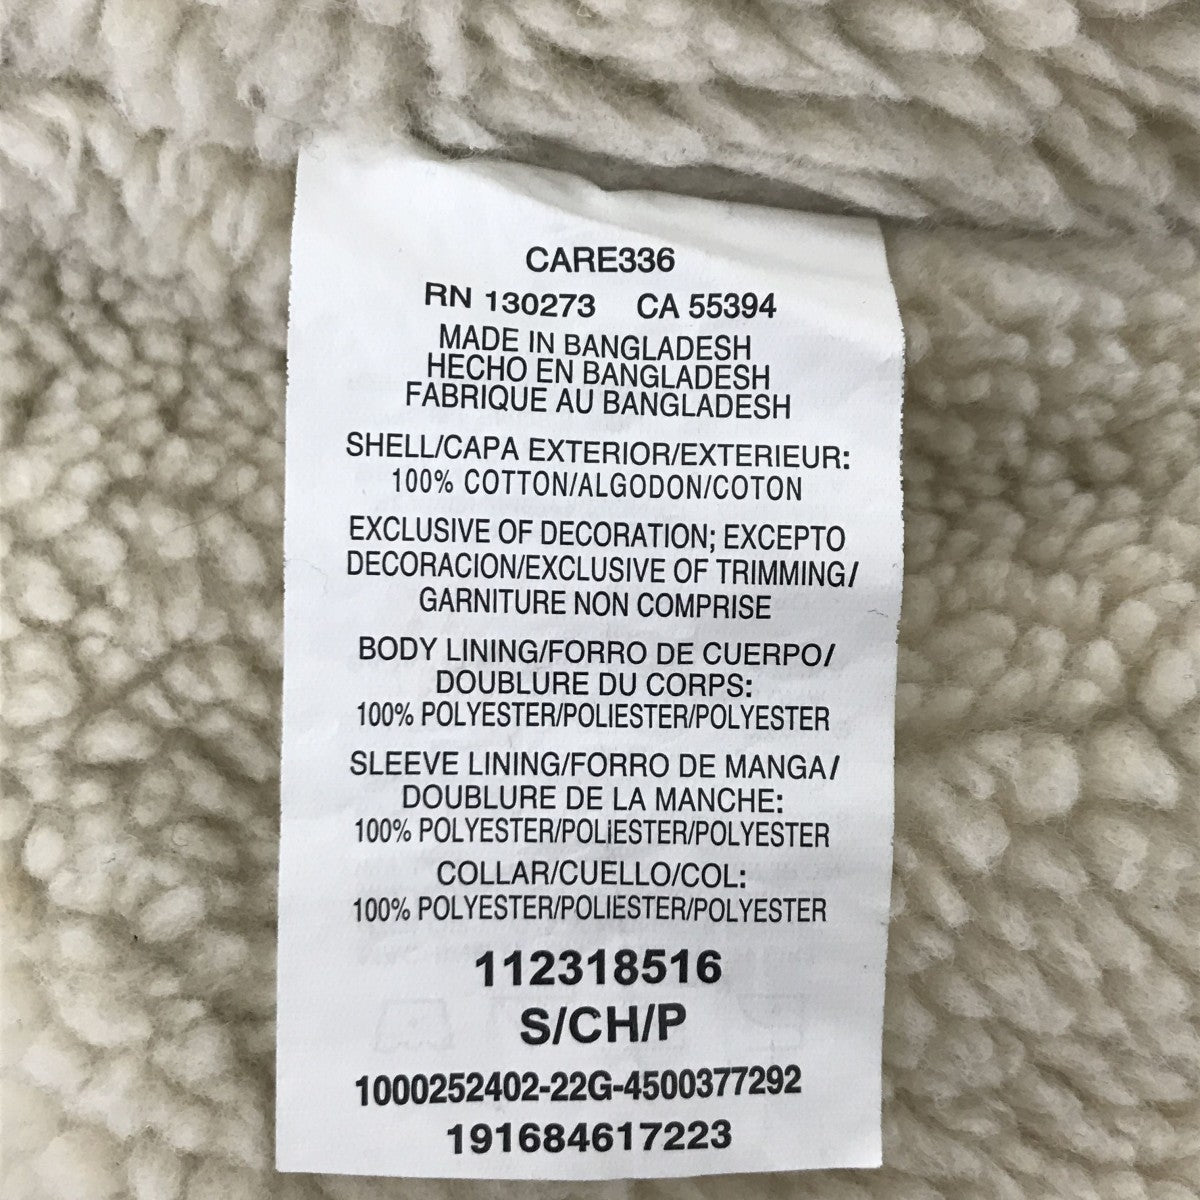 CARE336
RN 130273 CA 55394
MADE IN BANGLADESH
HECHO EN BANGLADESH
FABRIQUE AU BANGLADESH
SHELL/CAPA EXTERIOR/EXTERIEUR:
100% COTTON/ALGODON/COTON
EXCLUSIVE OF DECORATION; EXCEPTO
DECORACION/EXCLUSIVE OF TRIMMING/
GARNITURE NON COMPRISE
BODY LINING/FORRO DE CUERPO/
DOUBLURE DU CORPS:
100% POLYESTER/POLIESTER/POLYESTER
SLEEVE LINING/FORRO DE MANGA/
DOUBLURE DE LA MANCHE:
100% POLYESTER/POLIESTER/POLYESTER
COLLAR/CUELLO/COL:
100% POLYESTER/POLIESTER/POLYESTER
112318516
S/CH/P
1000252402-22G-4500377292
191684617223